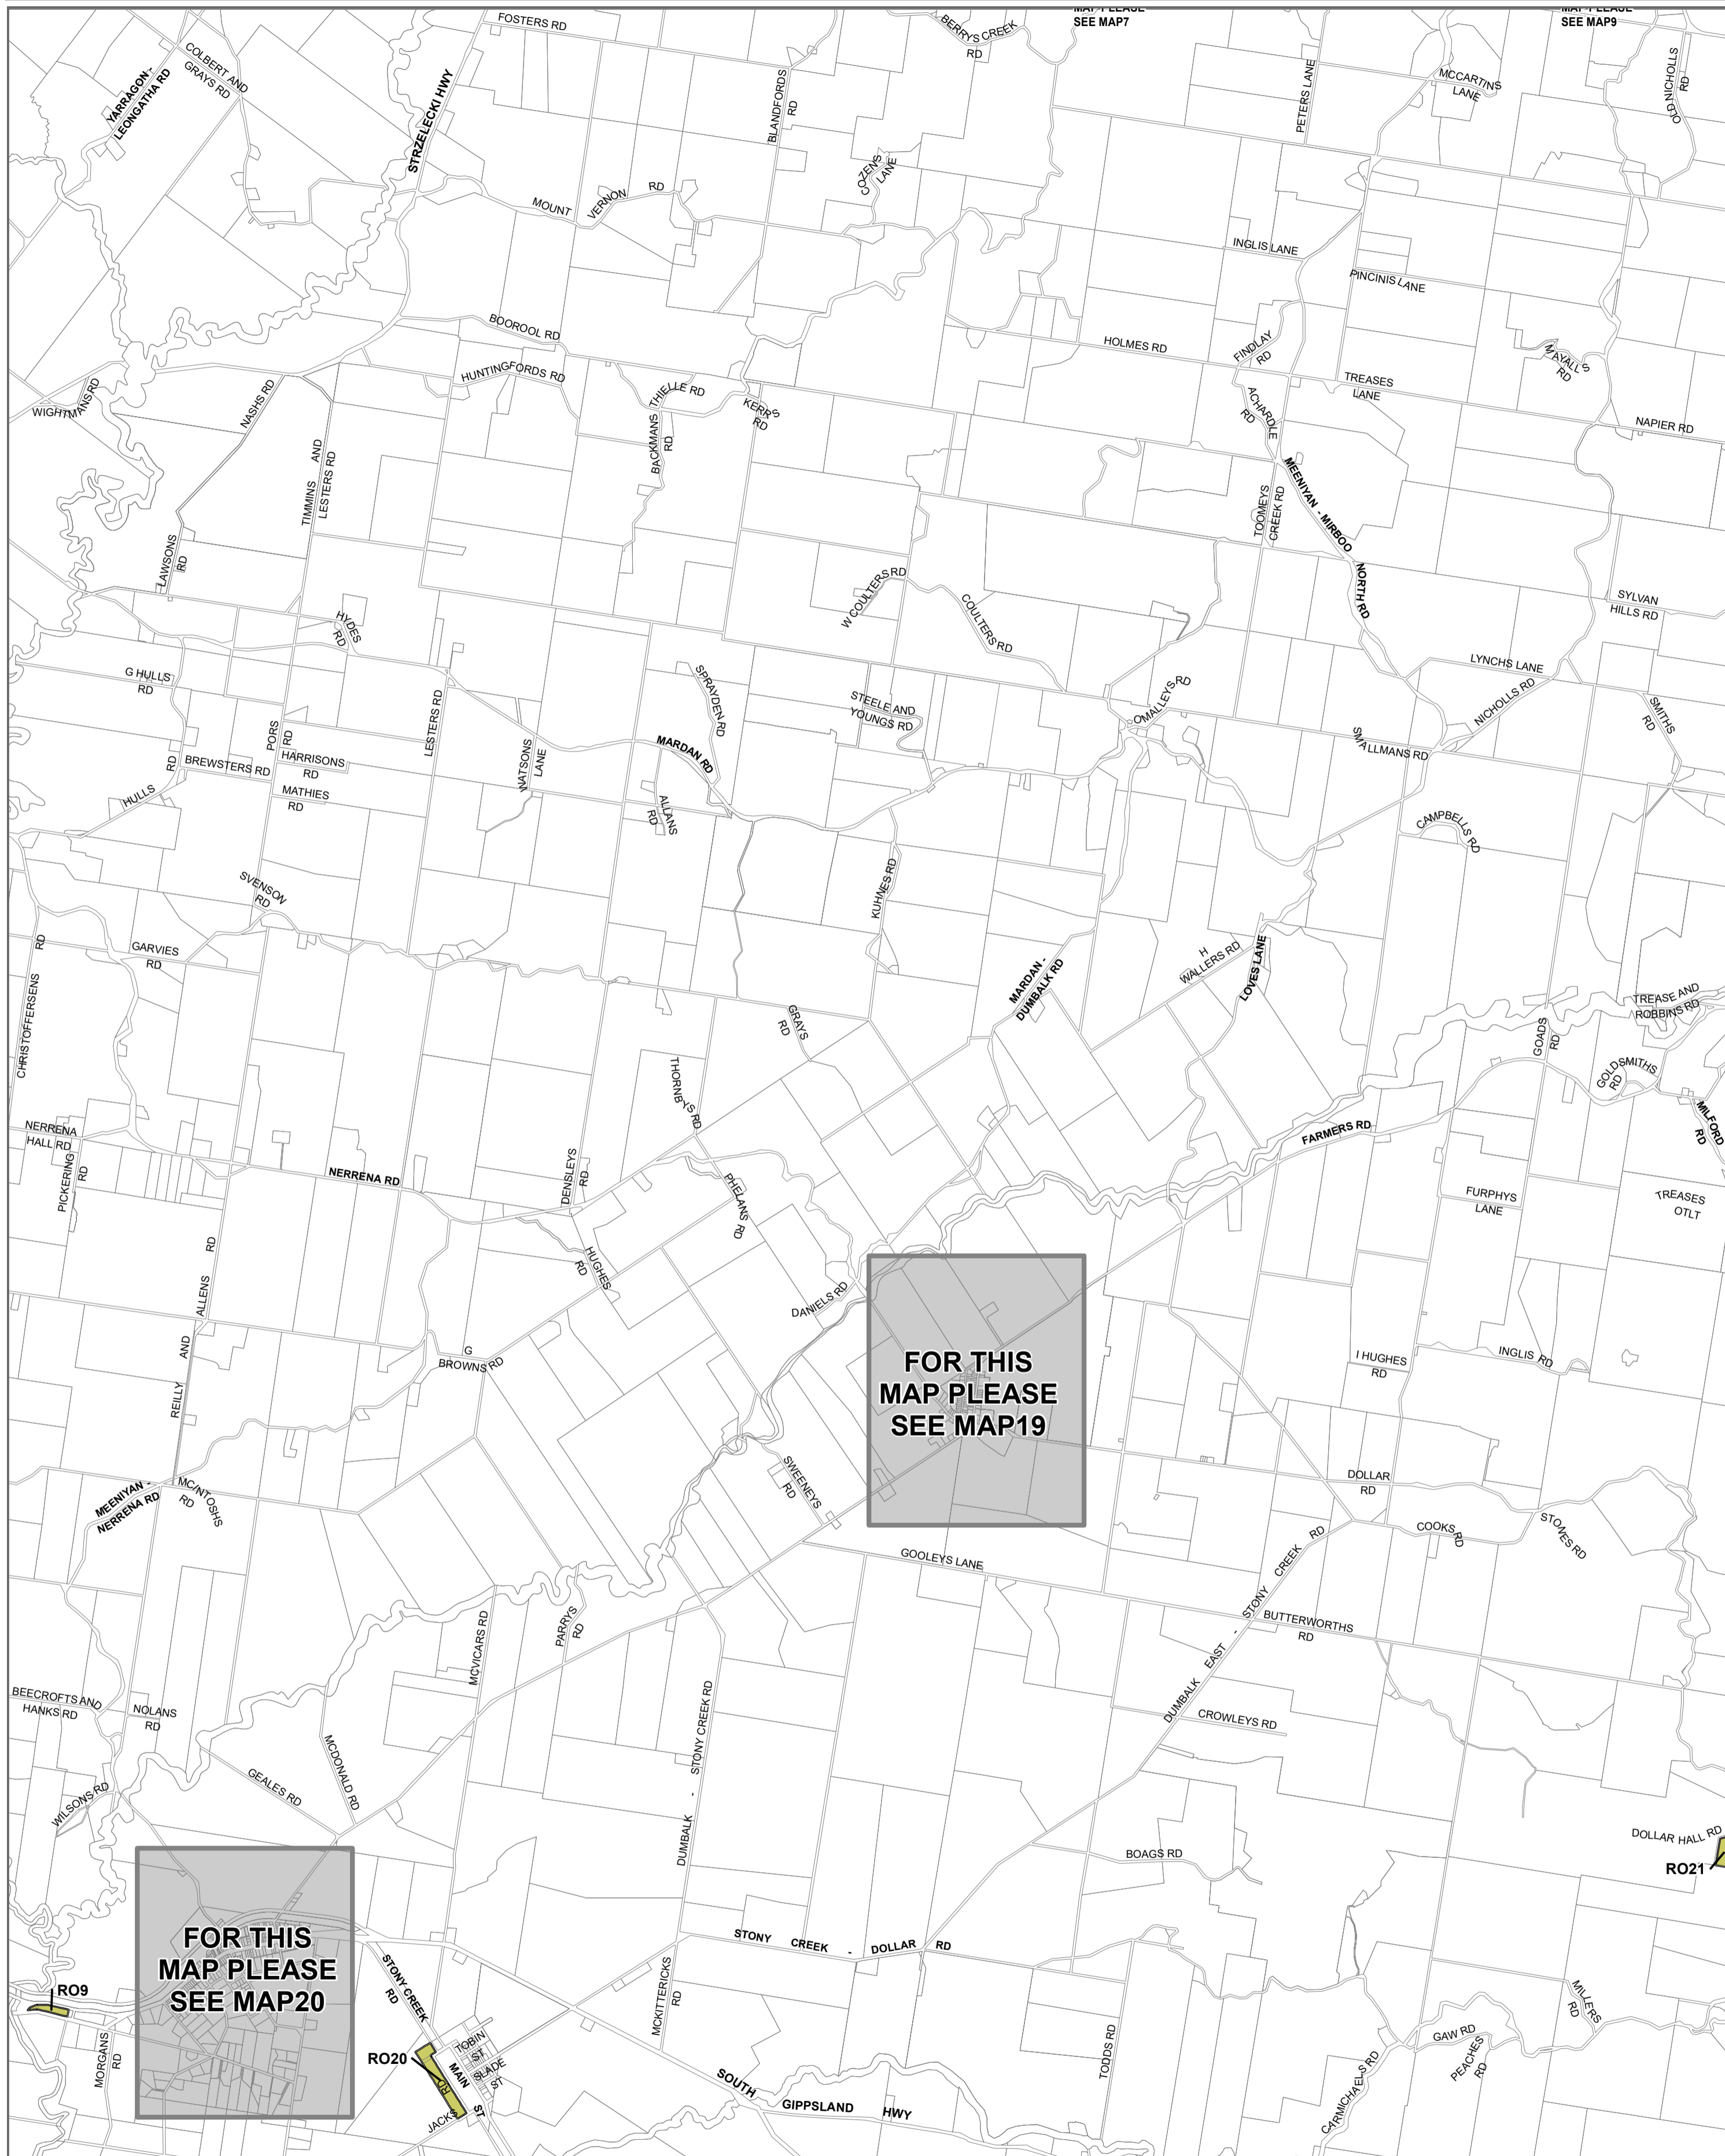 MAP PLEASE
SEE MAP7
MAP PLEASE
SEE MAP9
FOSTERS RD
BERRYS CREEK
RD
COLBERT AND
GRAYS RD
YARRAGON -
LEONGATHA RD
STRZELECKI HWY
BLANDFORDS
RD
PETERS LANE
MCCARTINS
LANE
OLD NICHOLLS
RD
COZENS
LANE
MOUNT
VERNON
RD
INGLIS LANE
PINCINIS LANE
BOOROOL RD
HUNTINGFORDS RD
HOLMES RD
FINDLAY
RD
MAYALLS
RD
TREASES
LANE
WIGHTMANS RD
NASHS RD
THIELLE RD
KERRS
RD
BACKMANS
RD
ACHARDLE
RD
NAPIER RD
TIMMINS
AND
LESTERS RD
MEENIYAN - MIRBOO
NORTH RD
TOOMEYS
CREEK RD
LAWSONS
RD
W COULTERS RD
COULTERS RD
SYLVAN
HILLS RD
HYDES
RD
LYNCHS LANE
G HULLS
RD
SPRAYDEN RD
STEELE AND
YOUNGS RD
OMALLEYS RD
NICHOLLS RD
SMITHS
RD
PORS
RD
LESTERS RD
WATSONS
LANE
MARDAN RD
SMALLMANS RD
HARRISONS
RD
BREWSTERS RD
MATHIES
RD
HULLS
RD
ALLANS
RD
CAMPBELLS RD
SVENSON
RD
KUHNES RD
GARVIES
RD
CHRISTOFFERSENS
RD
MARDAN -
DUMBALK RD
H
WALLERS RD
LOVES LANE
TREASE AND
ROBBINS RD
GRAYS
RD
GOADS
RD
GOLDSMITHS
RD
THORNBYS RD
MILFORD
RD
NERRENA
HALL RD
PICKERING
RD
NERRENA RD
DENSLEYS
RD
PHELANS RD
FARMERS RD
FURPHYS
LANE
TREASES
OTLT
HUGHES
RD
DANIELS RD
REILLY
AND
ALLENS
RD
G
BROWNS RD
FOR THIS
MAP PLEASE
SEE MAP19
I HUGHES
RD
INGLIS RD
SWEENEYS
RD
DOLLAR
RD
MEENIYAN -
NERRENA RD
MC/NTOSHS
RD
COOKS RD
STONES RD
GOOLEYS LANE
DUMBALK EAST - STONY CREEK RD
BUTTERWORTHS
RD
MCVICARS RD
PARRYS
RD
DUMBALK - STONY CREEK RD
BEECROFTS AND
HANKS RD
NOLANS
RD
CROWLEYS RD
MCDONALD RD
GEALES RD
WILSONS RD
DOLLAR HALL RD
RO21
BOAGS RD
FOR THIS
MAP PLEASE
SEE MAP20
STONY CREEK - DOLLAR RD
STONY CREEK
RD
MCKITTERICKS
RD
MILLERS
RD
RO9
MORGANS
RD
TOBIN
ST
SLADE
ST
MAIN
ST
RO20
RD
JACKS
TODDS RD
GAW RD
PEACHES
RD
CARMICHAELS RD
SOUTH
GIPPSLAND HWY